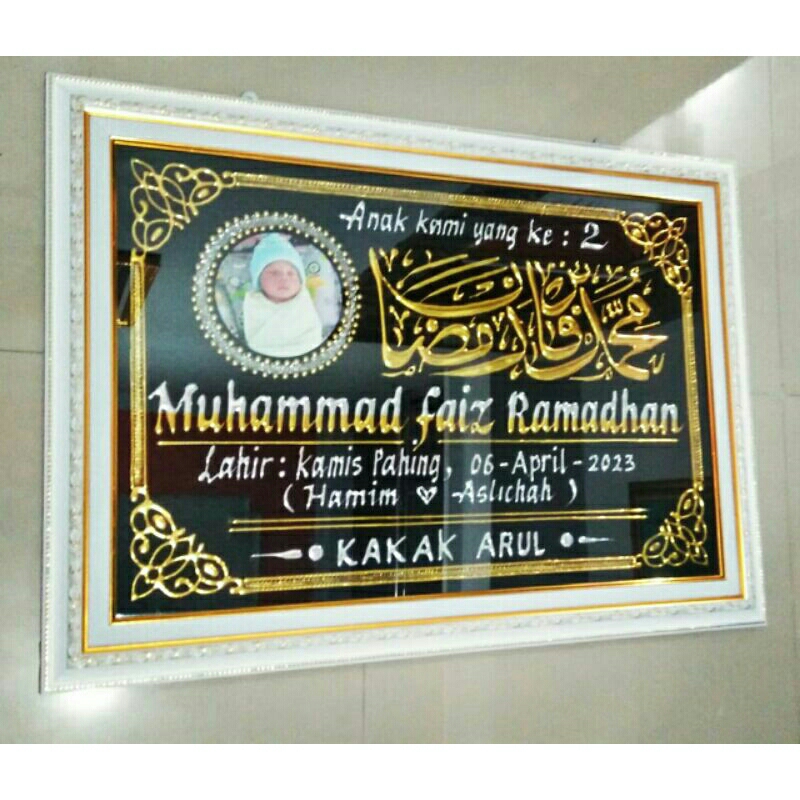 Anak kami yang ke : 2
محمد فائز رمضان
Muhammad faiz Ramadhan
Lahir : Kamis Pahing, 06 - April - 2023
( Hamim ♥ Aslichah )
KAKAK ARUL